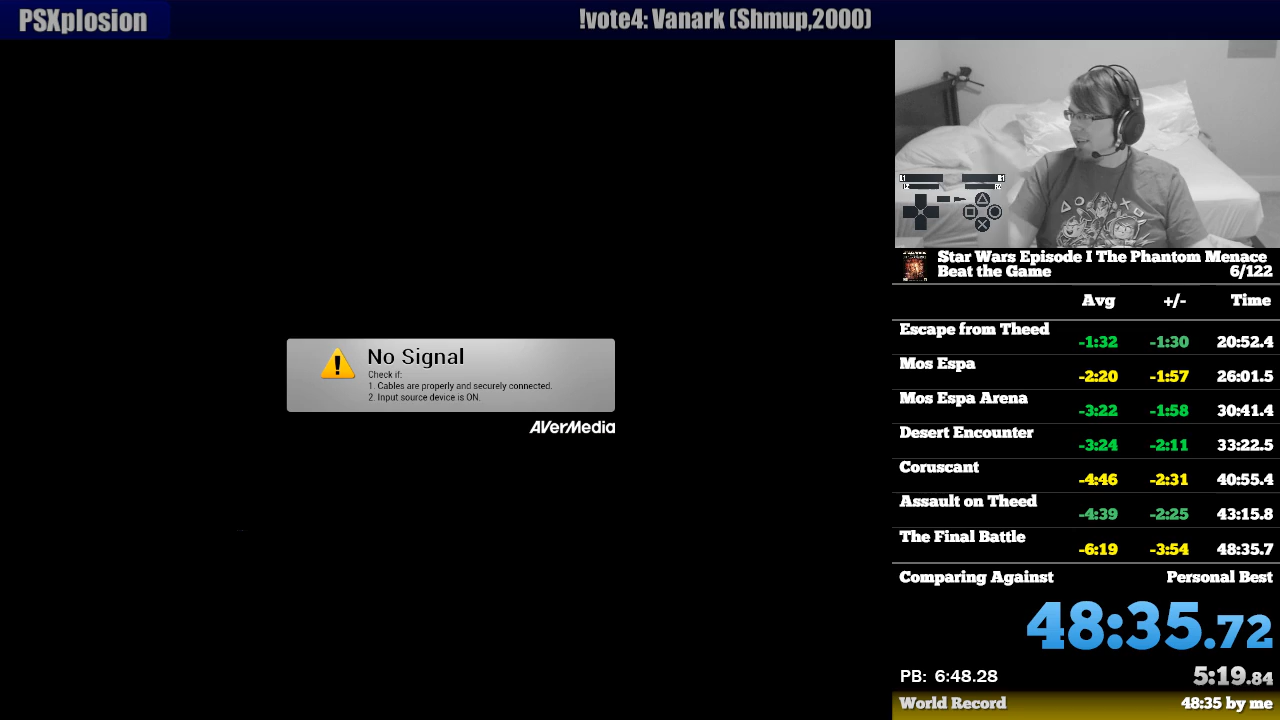 PSXplosion
!vote4: Vanark (Shmup,2000)
No Signal
Check if:
1. Cables are properly and securely connected.
2. Input source device is ON.
AVerMedia
Star Wars Episode I The Phantom Menace
Beat the Game 6/122
Avg +/- Time
Escape from Theed -1:32 -1:30 20:52.4
Mos Espa -2:20 -1:57 26:01.5
Mos Espa Arena -3:22 -1:58 30:41.4
Desert Encounter -3:24 -2:11 33:22.5
Coruscant -4:46 -2:31 40:55.4
Assault on Theed -4:39 -2:25 43:15.8
The Final Battle -6:19 -3:54 48:35.7
Comparing Against Personal Best
48:35.72
PB: 6:48.28 5:19.84
World Record 48:35 by me